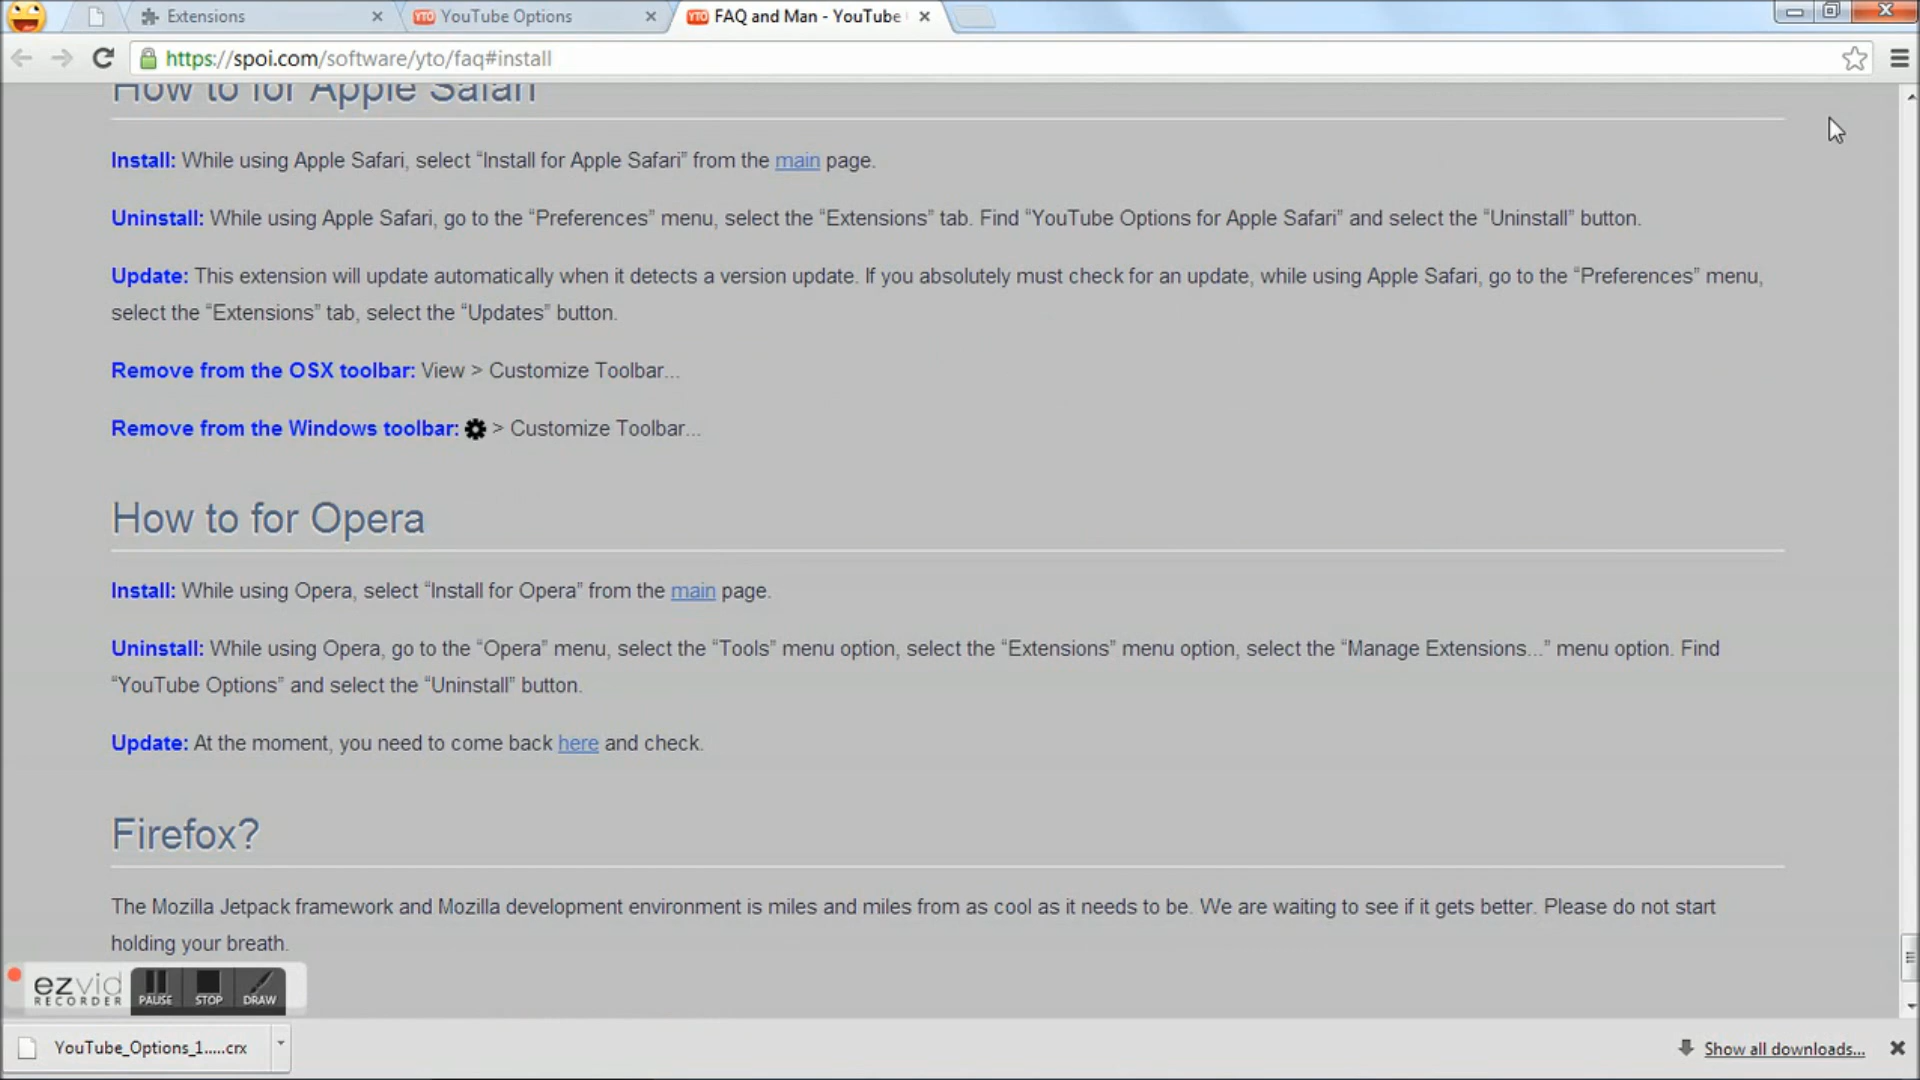 Extensions
YTO YouTube Options
YTO FAQ and Man - YouTube
https://spoi.com/software/yto/faq#install
How to for Apple Safari
Install: While using Apple Safari, select “Install for Apple Safari” from the main page.
Uninstall: While using Apple Safari, go to the “Preferences” menu, select the “Extensions” tab. Find “YouTube Options for Apple Safari” and select the “Uninstall” button.
Update: This extension will update automatically when it detects a version update. If you absolutely must check for an update, while using Apple Safari, go to the “Preferences” menu,
select the “Extensions” tab, select the “Updates” button.
Remove from the OSX toolbar: View > Customize Toolbar...
Remove from the Windows toolbar: > Customize Toolbar...
How to for Opera
Install: While using Opera, select “Install for Opera” from the main page.
Uninstall: While using Opera, go to the “Opera” menu, select the “Tools” menu option, select the “Extensions” menu option, select the “Manage Extensions...” menu option. Find
“YouTube Options” and select the “Uninstall” button.
Update: At the moment, you need to come back here and check.
Firefox?
The Mozilla Jetpack framework and Mozilla development environment is miles and miles from as cool as it needs to be. We are waiting to see if it gets better. Please do not start
holding your breath.
ezvid
RECORDER
PAUSE STOP DRAW
YouTube_Options_1.....crx
Show all downloads...